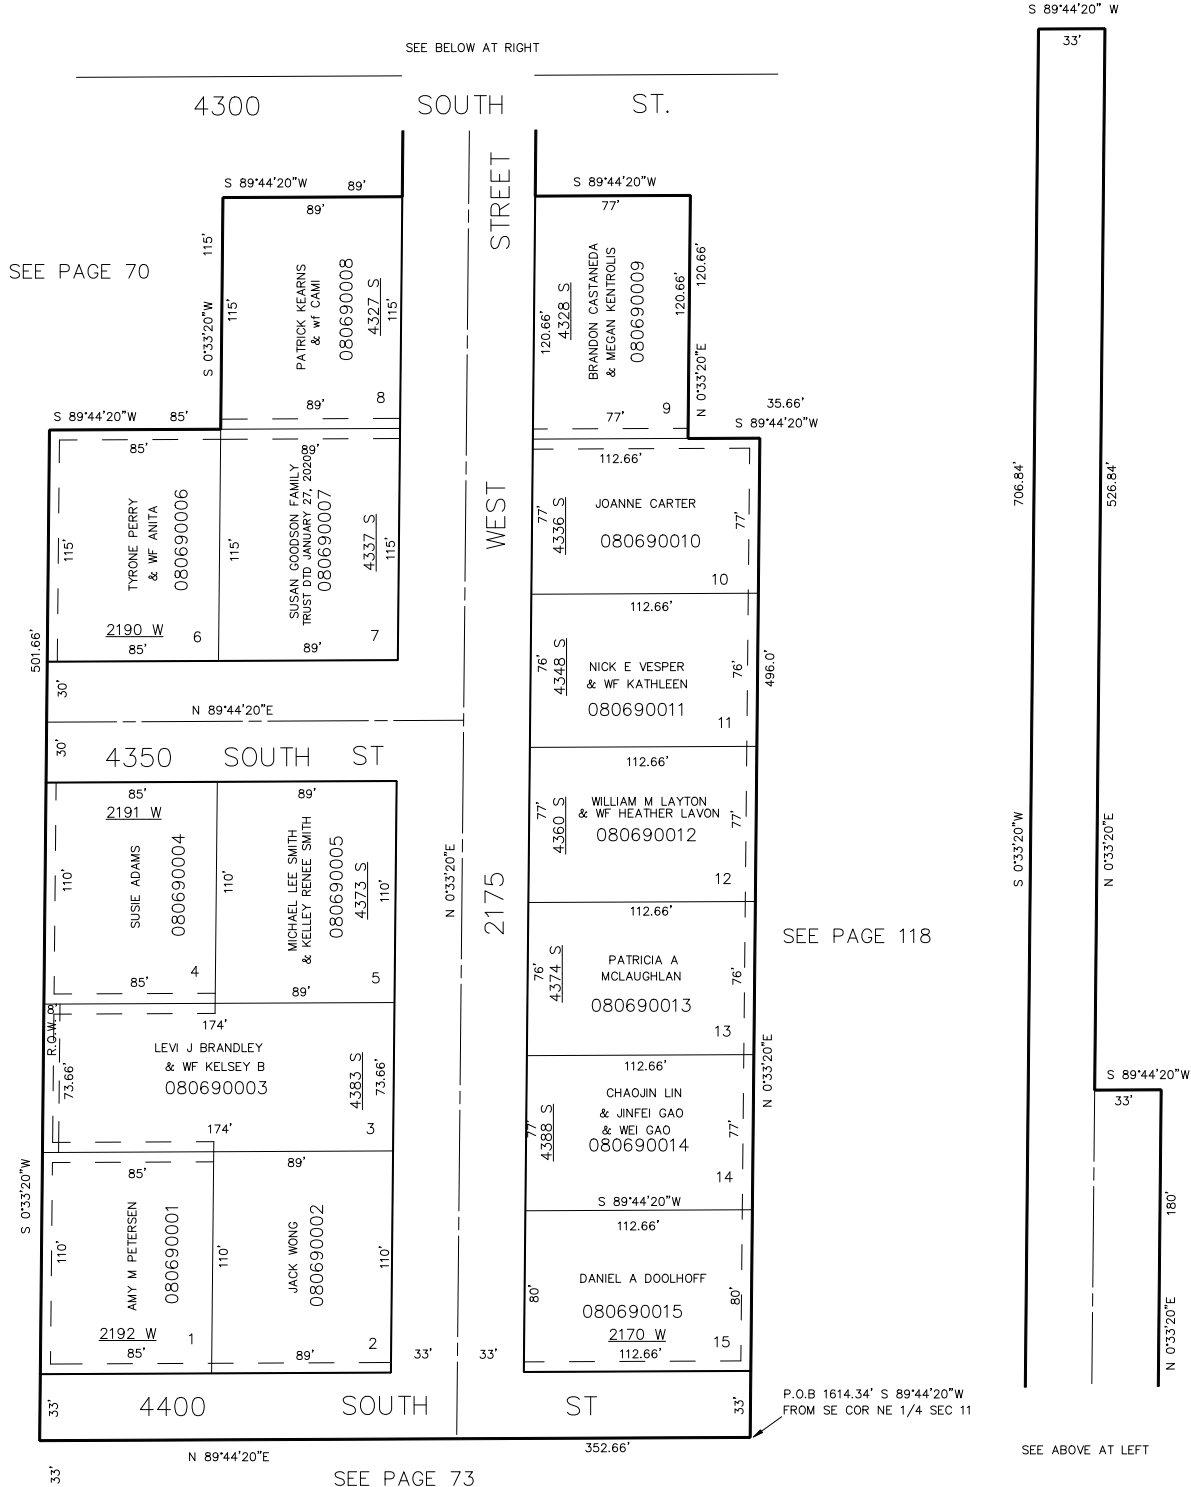 S 89°44'20" W
33'
SEE BELOW AT RIGHT
4300 SOUTH ST.
STREET
WEST
2175
S 89°44'20"W 89'
89'
115'
S 0°33'20"W
115'
PATRICK KEARNS
& wf CAMI
080690008
4327 S
115'
89'
8
SEE PAGE 70
S 89°44'20"W
77'
120.66'
4328 S
BRANDON CASTANEDA
& MEGAN KENTROLIS
080690009
120.66'
120.66'
N 0°33'20"E
77'
9
35.66'
S 89°44'20"W
S 89°44'20"W 85'
85'
115'
TYRONE PERRY
& WF ANITA
080690006
2190 W
6
85'
89'
115'
SUSAN GOODSON FAMILY
TRUST DTD JANUARY 27, 2020
080690007
4337 S
115'
7
89'
112.66'
77'
4336 S
JOANNE CARTER
080690010
77'
10
112.66'
76'
4348 S
NICK E VESPER
& WF KATHLEEN
080690011
76'
11
496.0'
501.66'
30'
N 89°44'20"E
30'
4350 SOUTH ST
112.66'
77'
4360 S
WILLIAM M LAYTON
& WF HEATHER LAVON
080690012
77'
12
85'
2191 W
110'
SUSIE ADAMS
080690004
110'
4
85'
89'
MICHAEL LEE SMITH
& KELLEY RENEE SMITH
080690005
4373 S
110'
5
89'
N 0°33'20"E
112.66'
76'
4374 S
PATRICIA A
MCLAUGHLAN
080690013
76'
13
SEE PAGE 118
R.O.W. 8'
174'
73.66'
LEVI J BRANDLEY
& WF KELSEY B
080690003
4383 S
73.66'
3
174'
112.66'
77'
4388 S
CHAOJIN LIN
& JINFEI GAO
& WEI GAO
080690014
77'
14
S 89°44'20"W
N 0°33'20"E
S 0°33'20"W
85'
110'
AMY M PETERSEN
080690001
110'
2192 W
1
85'
89'
JACK WONG
080690002
110'
2
89'
33' 33'
112.66'
80'
DANIEL A DOOLHOFF
080690015
2170 W
80'
15
112.66'
33'
4400 SOUTH ST
33'
P.O.B 1614.34' S 89°44'20"W
FROM SE COR NE 1/4 SEC 11
N 89°44'20"E
352.66'
33'
SEE PAGE 73
706.84'
526.84'
S 0°33'20"W
N 0°33'20"E
S 89°44'20"W
33'
180'
N 0°33'20"E
SEE ABOVE AT LEFT